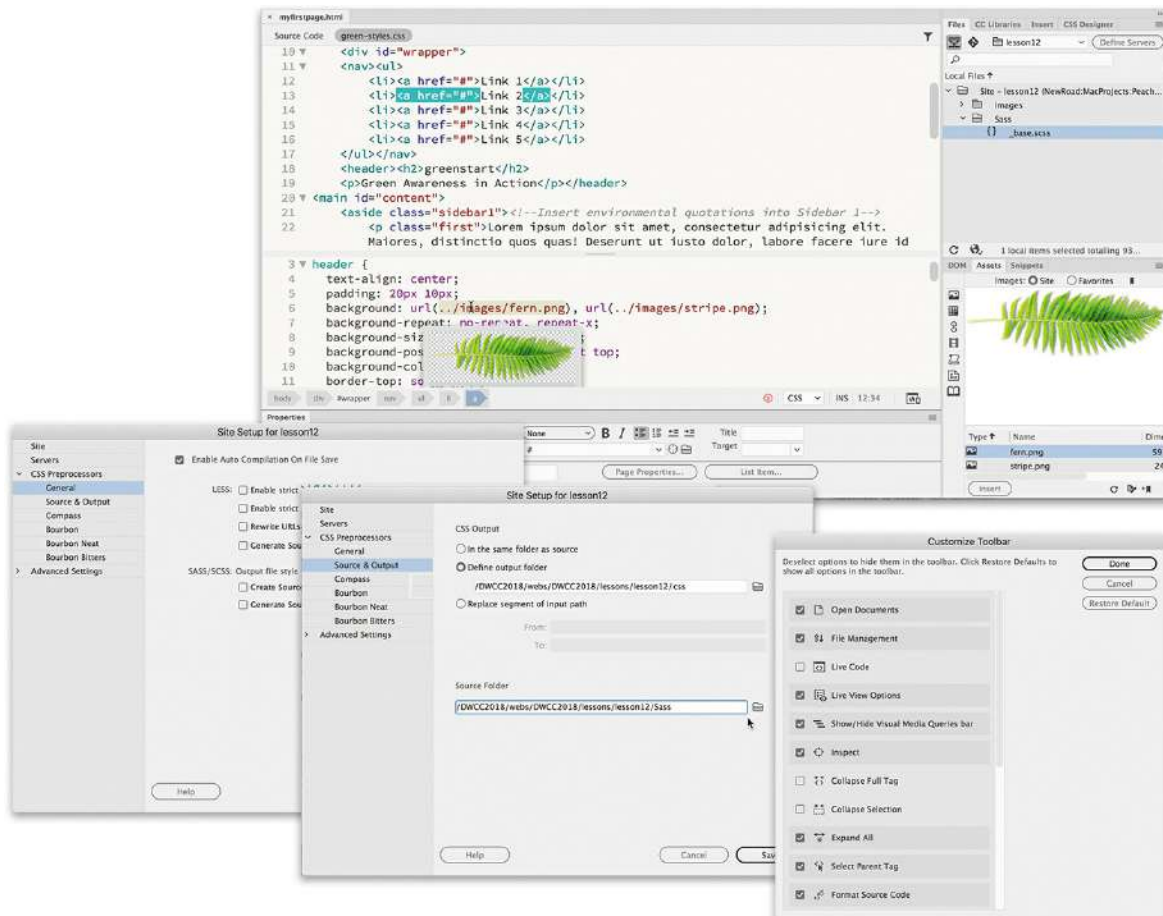 × myfirstpage.html
Source Code green-styles.css
10 <div id="wrapper">
11 <nav><ul>
12 <li><a href="#">Link 1</a></li>
13 <li><a href="#">Link 2</a></li>
14 <li><a href="#">Link 3</a></li>
15 <li><a href="#">Link 4</a></li>
16 <li><a href="#">Link 5</a></li>
17 </ul></nav>
18 <header><h2>greenstart</h2>
19 <p>Green Awareness in Action</p></header>
20 <main id="content">
21 <aside class="sidebar1"><!--Insert environmental quotations into Sidebar 1-->
22 <p class="first">Lorem ipsum dolor sit amet, consectetur adipisicing elit.
Maiores, distinctio quos quas! Deserunt ut iusto dolor, labore facere iure id
3 header {
4 text-align: center;
5 padding: 20px 10px;
6 background: url(../images/fern.png), url(../images/stripe.png);
7 background-repeat: no-repeat, repeat-x;
8 background-siz ;
9 background-pos t top;
10 background-col
11 border-top: so
body div #wrapper nav ul li a
CSS INS 12:34
Files CC Libraries Insert CSS Designer
lesson12 Define Servers
Local Files ↑
Site - lesson12 (NewRoad:MacProjects:Peach...
images
Sass
_base.scss
1 local items selected totalling 93...
DOM Assets Snippets
Images: Site Favorites
Type ↑ Name Dime
fern.png 59
stripe.png 24
Insert
Properties
None B I Title
# Target
Page Properties... List Item...
Site Setup for lesson12
Site
Servers
CSS Preprocessors
General
Source & Output
Compass
Bourbon
Bourbon Neat
Bourbon Bitters
Advanced Settings
Enable Auto Compilation On File Save
LESS: Enable strict
Enable strict
Rewrite URLs
Generate Sou
SASS/SCSS: Output file style
Create Source
Generate Sou
Help
Site Setup for lesson12
Site
Servers
CSS Preprocessors
General
Source & Output
Compass
Bourbon
Bourbon Neat
Bourbon Bitters
Advanced Settings
CSS Output
In the same folder as source
Define output folder
/DWCC2018/webs/DWCC2018/lessons/lesson12/css
Replace segment of input path
From:
To:
Source Folder
/DWCC2018/webs/DWCC2018/lessons/lesson12/Sass
Help Cancel Sav
Customize Toolbar
Deselect options to hide them in the toolbar. Click Restore Defaults to
show all options in the toolbar.
Done
Cancel
Restore Default
Open Documents
File Management
Live Code
Live View Options
Show/Hide Visual Media Queries bar
Inspect
Collapse Full Tag
Collapse Selection
Expand All
Select Parent Tag
Format Source Code